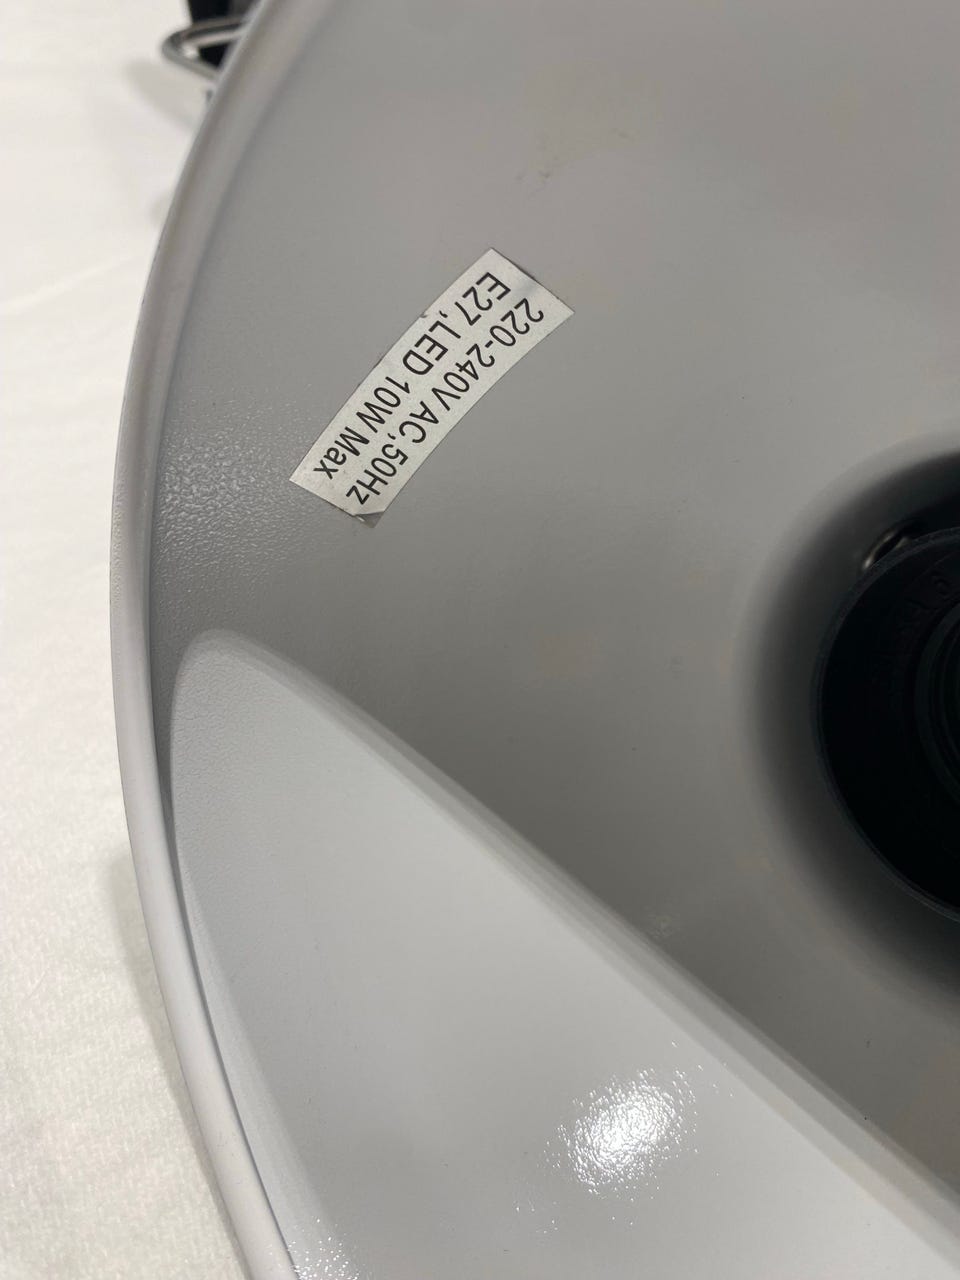 220-240V AC,50Hz
E27,LED 10W Max